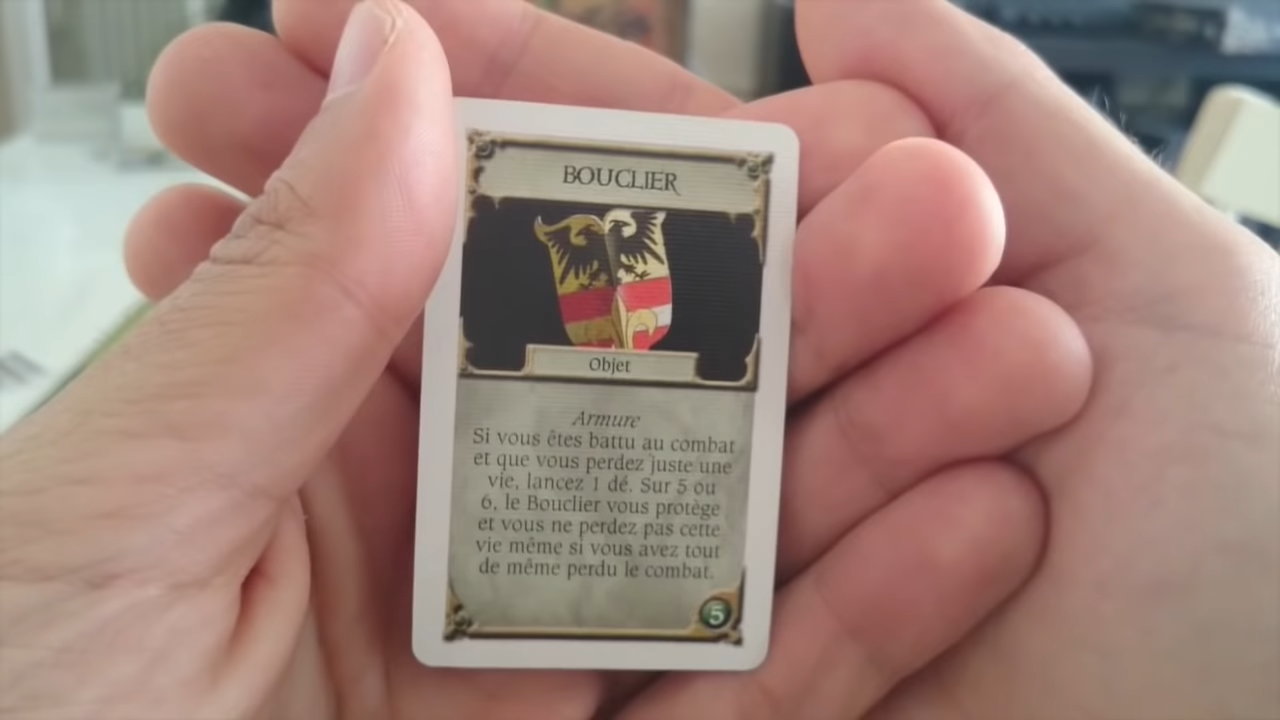 BOUCLIER
Objet
Armure
Si vous êtes battu au combat
et que vous perdez juste une
vie, lancez 1 dé. Sur 5 ou
6, le Bouclier vous protège
et vous ne perdez pas cette
vie même si vous avez tout
de même perdu le combat.
5